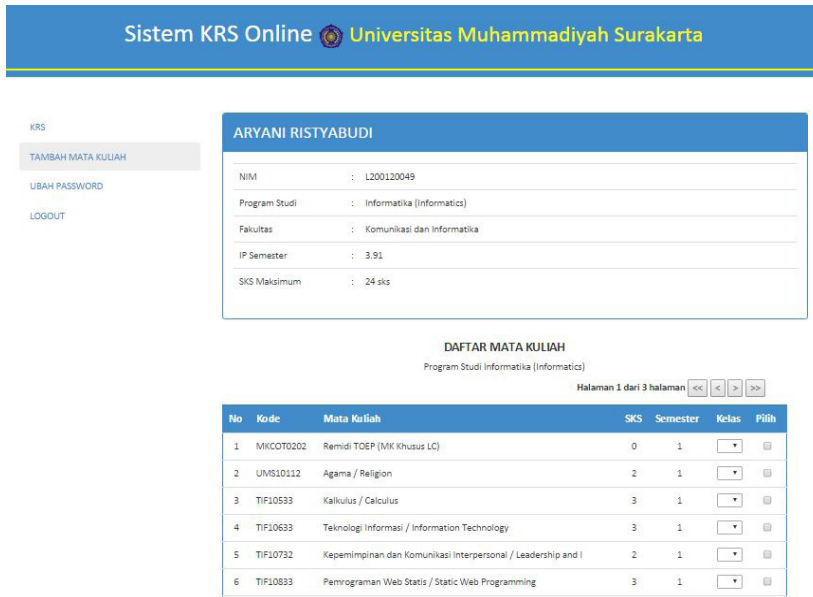 Sistem KRS Online Universitas Muhammadiyah Surakarta
KRS
TAMBAH MATA KULIAH
UBAH PASSWORD
LOGOUT
ARYANI RISTYABUDI
NIM : L200120049
Program Studi : Informatika (Informatics)
Fakultas : Komunikasi dan Informatika
IP Semester : 3.91
SKS Maksimum : 24 sks
DAFTAR MATA KULIAH
Program Studi Informatika (Informatics)
Halaman 1 dari 3 halaman << < > >>
No Kode Mata Kuliah SKS Semester Kelas Pilih
1 MKCOT0202 Remidi TOEP (MK Khusus LC) 0 1
2 UMS10112 Agama / Religion 2 1
3 TIF10533 Kalkulus / Calculus 3 1
4 TIF10633 Teknologi Informasi / Information Technology 3 1
5 TIF10732 Kepemimpinan dan Komunikasi Interpersonal / Leadership and I 2 1
6 TIF10833 Pemrograman Web Statis / Static Web Programming 3 1